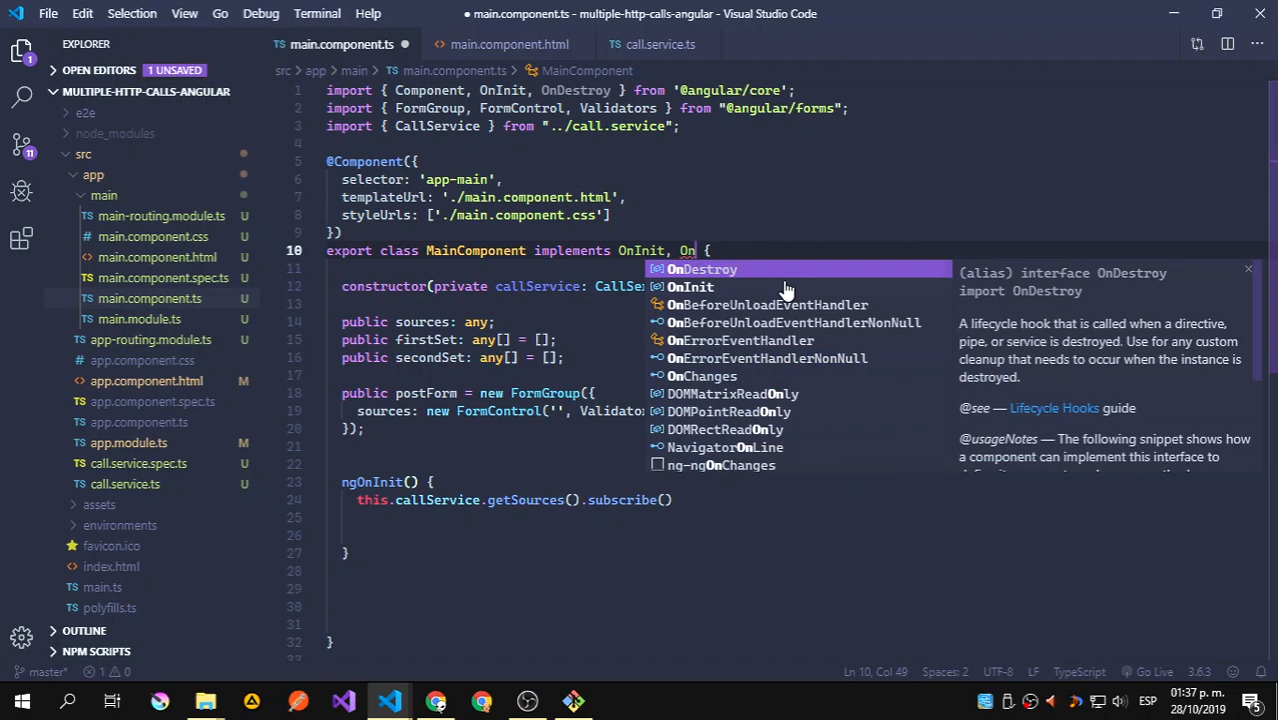 File Edit Selection View Go Debug Terminal Help
● main.component.ts - multiple-http-calls-angular - Visual Studio Code
EXPLORER
OPEN EDITORS 1 UNSAVED
MULTIPLE-HTTP-CALLS-ANGULAR
e2e
node_modules
src
app
main
main-routing.module.ts U
main.component.css U
main.component.html U
main.component.spec.ts U
main.component.ts U
main.module.ts U
app-routing.module.ts U
app.component.css
app.component.html M
app.component.spec.ts
app.component.ts
app.module.ts M
call.service.spec.ts U
call.service.ts U
assets
environments
favicon.ico
index.html
main.ts
polyfills.ts
OUTLINE
NPM SCRIPTS
1
11
TS main.component.ts ● <> main.component.html TS call.service.ts
src > app > main > TS main.component.ts > MainComponent
1 import { Component, OnInit, OnDestroy } from '@angular/core';
2 import { FormGroup, FormControl, Validators } from "@angular/forms";
3 import { CallService } from "../call.service";
4
5 @Component({
6 selector: 'app-main',
7 templateUrl: './main.component.html',
8 styleUrls: ['./main.component.css']
9 })
10 export class MainComponent implements OnInit, On {
11
12 constructor(private callService: CallSe
13
14 public sources: any;
15 public firstSet: any[] = [];
16 public secondSet: any[] = [];
17
18 public postForm = new FormGroup({
19 sources: new FormControl('', Validato
20 });
21
22
23 ngOnInit() {
24 this.callService.getSources().subscribe()
25
26
27 }
28
29
30
31
32 }
33
OnDestroy
OnInit
OnBeforeUnloadEventHandler
OnBeforeUnloadEventHandlerNonNull
OnErrorEventHandler
OnErrorEventHandlerNonNull
OnChanges
DOMMatrixReadOnly
DOMPointReadOnly
DOMRectReadOnly
NavigatorOnLine
ng-ngOnChanges
(alias) interface OnDestroy
import OnDestroy
A lifecycle hook that is called when a directive,
pipe, or service is destroyed. Use for any custom
cleanup that needs to occur when the instance is
destroyed.
@see — Lifecycle Hooks guide
@usageNotes — The following snippet shows how
a component can implement this interface to
master* 1 0
Ln 10, Col 49 Spaces: 2 UTF-8 LF TypeScript Go Live 3.6.3
ESP 01:37 p. m.
28/10/2019
5